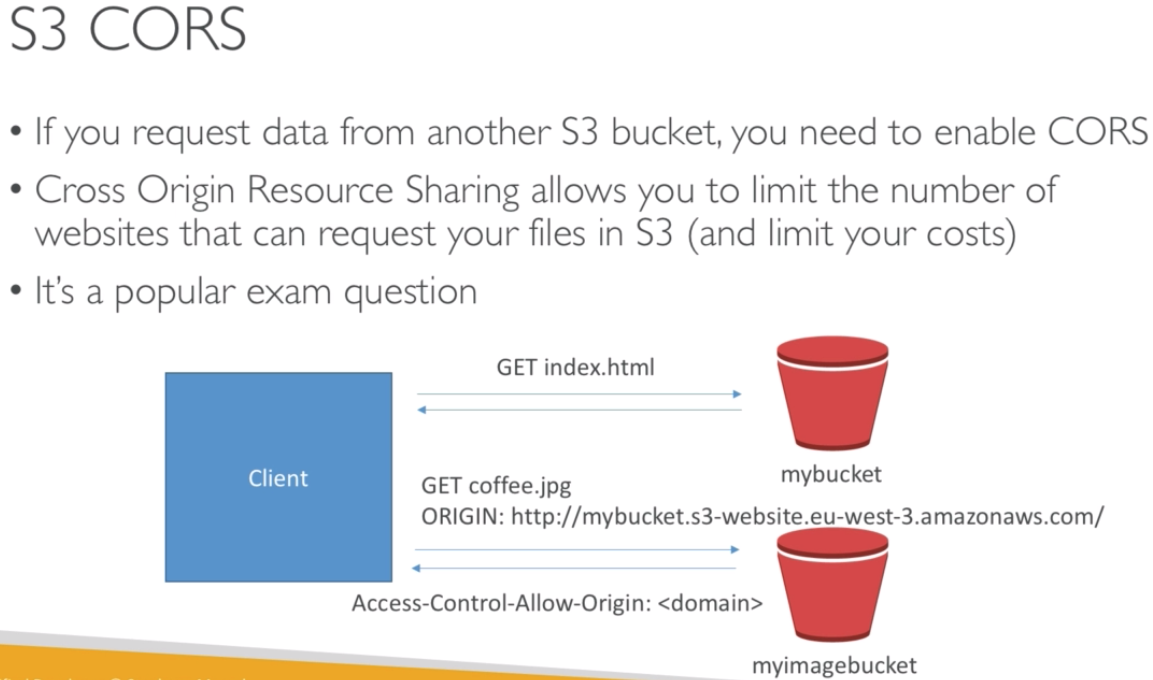 S3 CORS
• If you request data from another S3 bucket, you need to enable CORS
• Cross Origin Resource Sharing allows you to limit the number of
websites that can request your files in S3 (and limit your costs)
• It's a popular exam question
GET index.html
Client
mybucket
GET coffee.jpg
ORIGIN: http://mybucket.s3-website.eu-west-3.amazonaws.com/
Access-Control-Allow-Origin: <domain>
myimagebucket